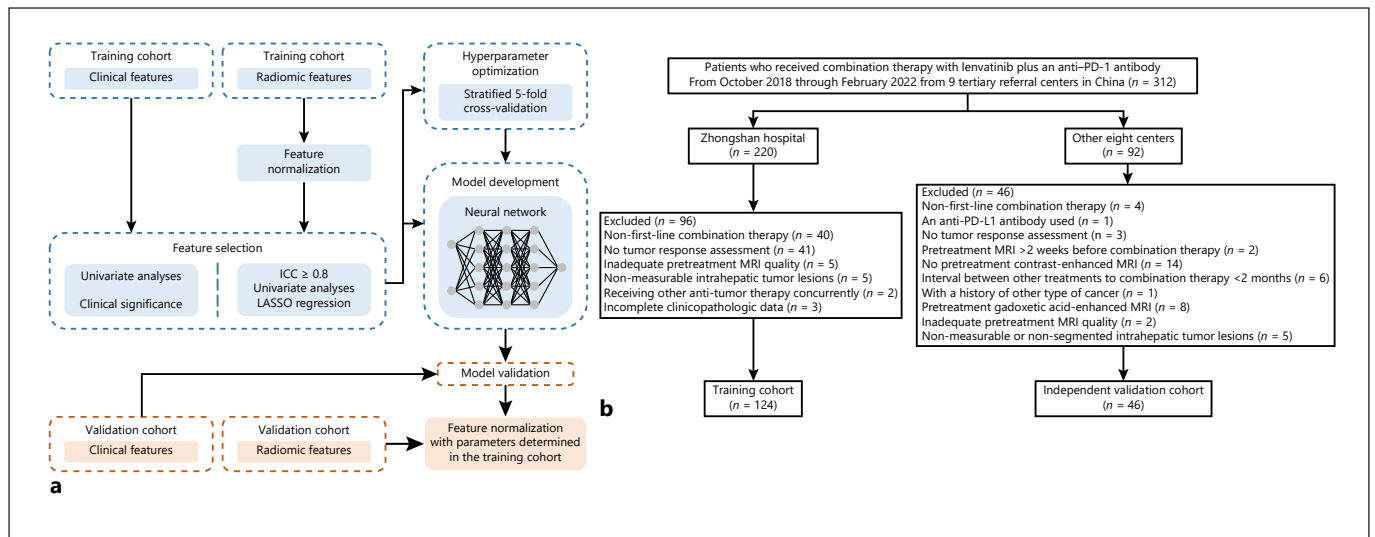 Training cohort
Clinical features
Training cohort
Radiomic features
Feature
normalization
Feature selection
Univariate analyses
Clinical significance
ICC ≥ 0.8
Univariate analyses
LASSO regression
Hyperparameter
optimization
Stratified 5-fold
cross-validation
Model development
Neural network
Model validation
Validation cohort
Clinical features
Validation cohort
Radiomic features
Feature normalization
with parameters determined
in the training cohort
a
Patients who received combination therapy with lenvatinib plus an anti–PD-1 antibody
From October 2018 through February 2022 from 9 tertiary referral centers in China (n = 312)
Zhongshan hospital
(n = 220)
Other eight centers
(n = 92)
Excluded (n = 96)
Non-first-line combination therapy (n = 40)
No tumor response assessment (n = 41)
Inadequate pretreatment MRI quality (n = 5)
Non-measurable intrahepatic tumor lesions (n = 5)
Receiving other anti-tumor therapy concurrently (n = 2)
Incomplete clinicopathologic data (n = 3)
Excluded (n = 46)
Non-first-line combination therapy (n = 4)
An anti-PD-L1 antibody used (n = 1)
No tumor response assessment (n = 3)
Pretreatment MRI >2 weeks before combination therapy (n = 2)
No pretreatment contrast-enhanced MRI (n = 14)
Interval between other treatments to combination therapy <2 months (n = 6)
With a history of other type of cancer (n = 1)
Pretreatment gadoxetic acid-enhanced MRI (n = 8)
Inadequate pretreatment MRI quality (n = 2)
Non-measurable or non-segmented intrahepatic tumor lesions (n = 5)
Training cohort
(n = 124)
Independent validation cohort
(n = 46)
b